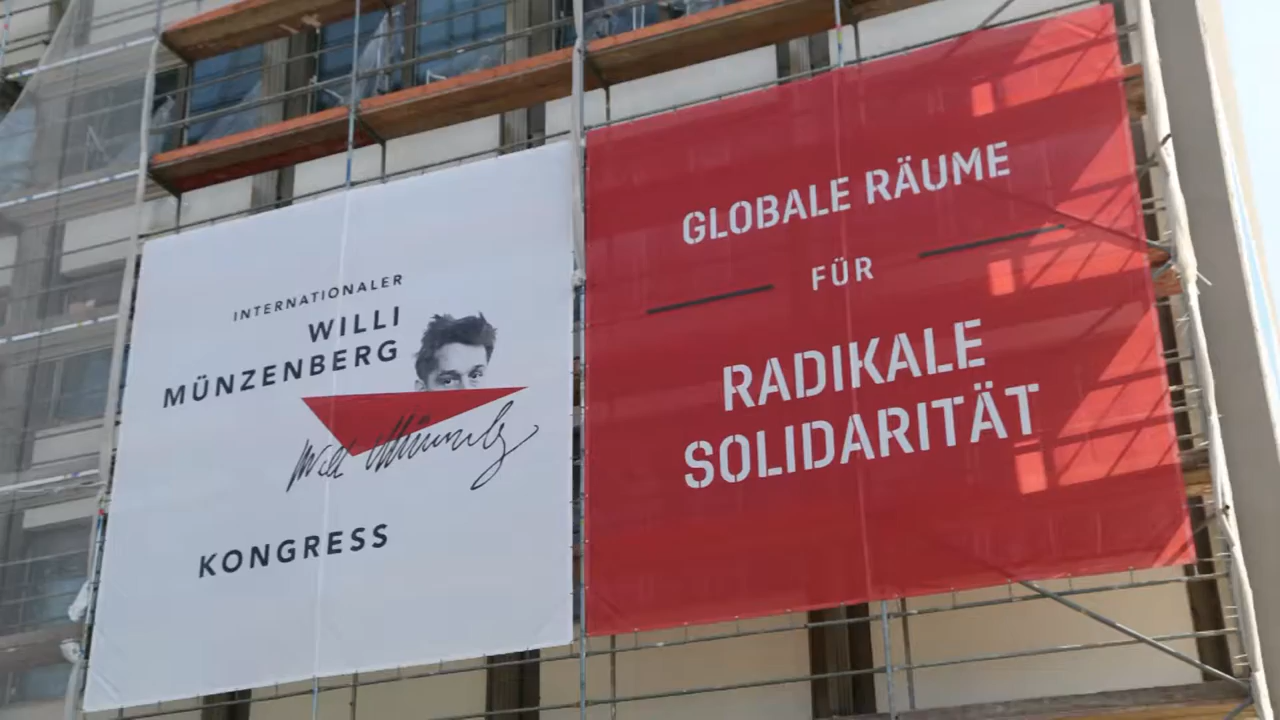 INTERNATIONALER
WILLI
MÜNZENBERG
KONGRESS
GLOBALE RÄUME
FÜR
RADIKALE
SOLIDARITÄT